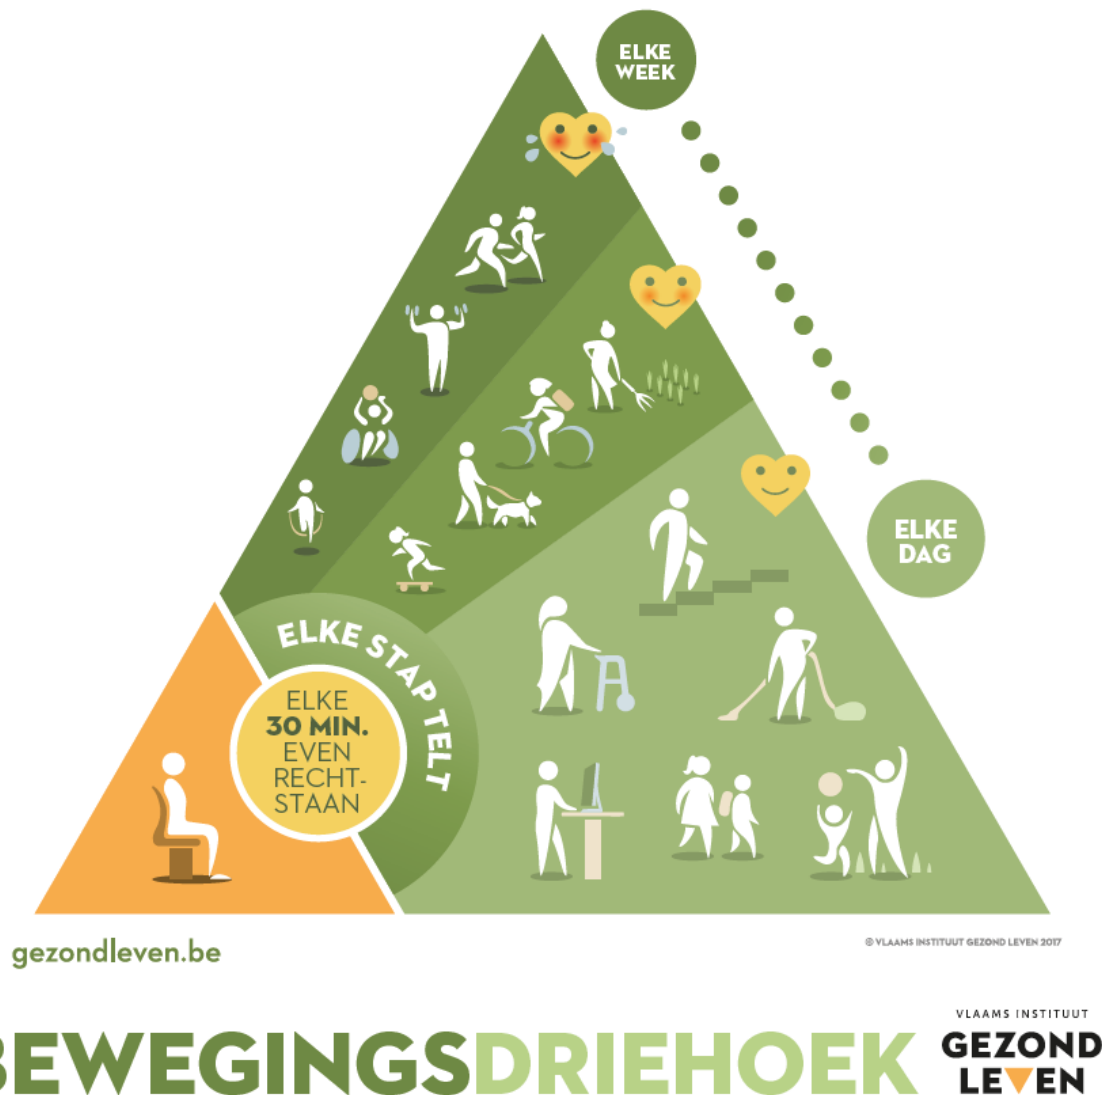 ELKE
WEEK
ELKE
DAG
ELKE STAP TELT
ELKE
30 MIN.
EVEN
RECHT-
STAAN
gezondleven.be
© VLAAMS INSTITUUT GEZOND LEVEN 2017
BEWEGINGSDRIEHOEK
VLAAMS INSTITUUT
GEZOND
LEVEN